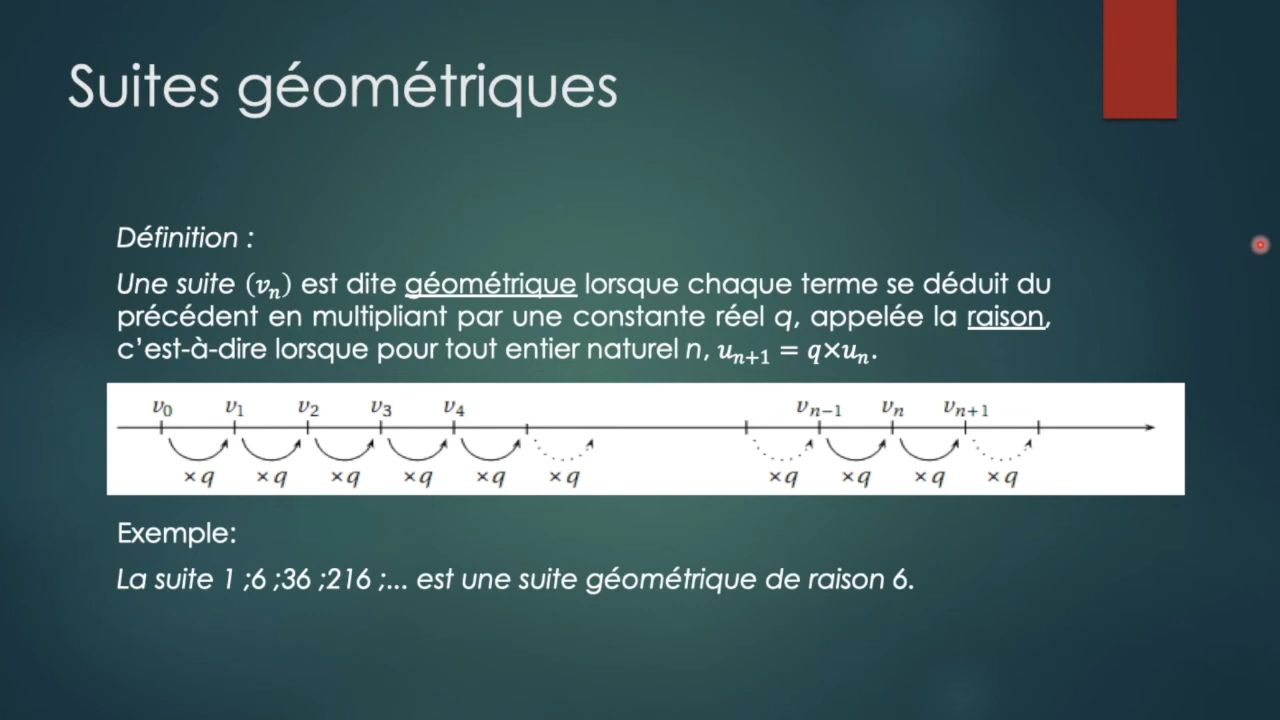 Suites géométriques
Définition :
Une suite (vₙ) est dite géométrique lorsque chaque terme se déduit du
précédent en multipliant par une constante réel q, appelée la raison,
c’est-à-dire lorsque pour tout entier naturel n, uₙ₊₁ = q×uₙ.
v₀ v₁ v₂ v₃ v₄ vₙ₋₁ vₙ vₙ₊₁
×q ×q ×q ×q ×q ×q ×q ×q ×q ×q
Exemple:
La suite 1 ;6 ;36 ;216 ;... est une suite géométrique de raison 6.